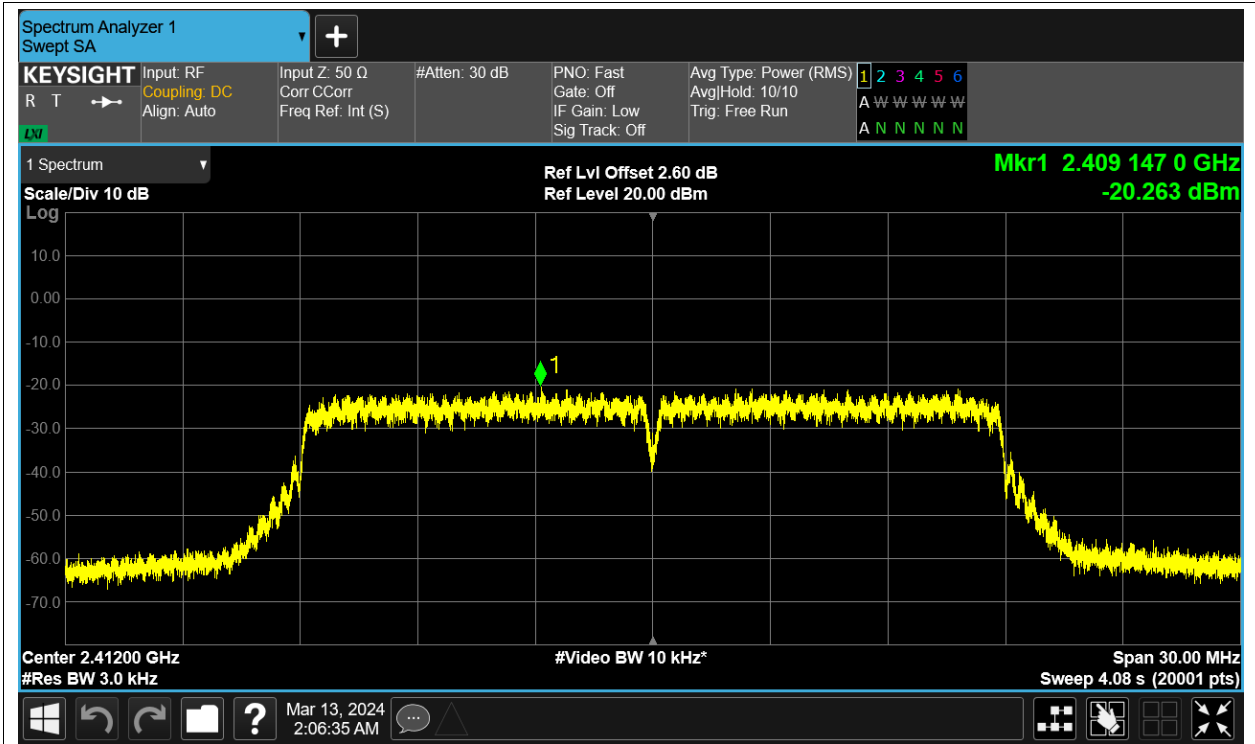 Spectrum Analyzer 1
Swept SA
KEYSIGHT
R T
LXI
Input: RF
Coupling: DC
Align: Auto
Input Z: 50 Ω
Corr CCorr
Freq Ref: Int (S)
#Atten: 30 dB
PNO: Fast
Gate: Off
IF Gain: Low
Sig Track: Off
Avg Type: Power (RMS)
Avg|Hold: 10/10
Trig: Free Run
1 2 3 4 5 6
A W W W W W
A N N N N N
1 Spectrum
Scale/Div 10 dB
Log
Ref Lvl Offset 2.60 dB
Ref Level 20.00 dBm
Mkr1 2.409 147 0 GHz
-20.263 dBm
10.0
0.00
-10.0
1
-20.0
-30.0
-40.0
-50.0
-60.0
-70.0
Center 2.41200 GHz
#Res BW 3.0 kHz
#Video BW 10 kHz*
Span 30.00 MHz
Sweep 4.08 s (20001 pts)
?
Mar 13, 2024
2:06:35 AM